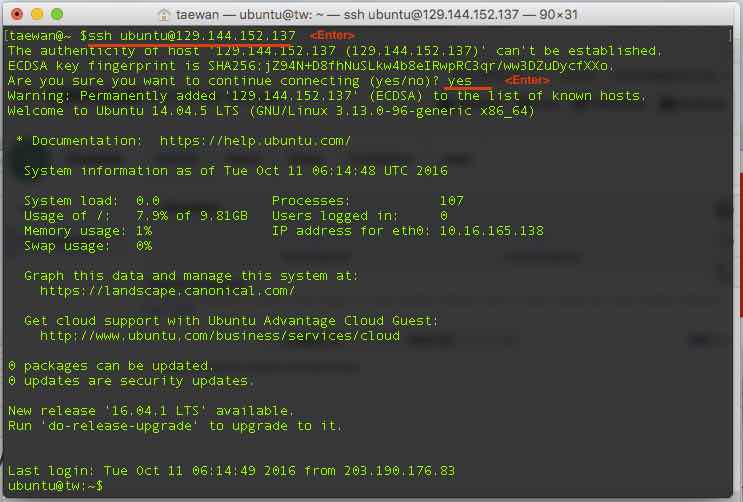 taewan — ubuntu@tw: ~ — ssh ubuntu@129.144.152.137 — 90×31
[taewan@~ $ssh ubuntu@129.144.152.137 <Enter> ]
The authenticity of host '129.144.152.137 (129.144.152.137)' can't be established.
ECDSA key fingerprint is SHA256:jZ94N+D8fhNuSLkw4b8eIRwpRC3qr/ww3DZuDycfXXo.
Are you sure you want to continue connecting (yes/no)? yes <Enter>
Warning: Permanently added '129.144.152.137' (ECDSA) to the list of known hosts.
Welcome to Ubuntu 14.04.5 LTS (GNU/Linux 3.13.0-96-generic x86_64)
* Documentation:  https://help.ubuntu.com/
System information as of Tue Oct 11 06:14:48 UTC 2016
System load:  0.0               Processes:           107
Usage of /:   7.9% of 9.81GB   Users logged in:     0
Memory usage: 1%               IP address for eth0: 10.16.165.138
Swap usage:   0%
Graph this data and manage this system at:
https://landscape.canonical.com/
Get cloud support with Ubuntu Advantage Cloud Guest:
http://www.ubuntu.com/business/services/cloud
0 packages can be updated.
0 updates are security updates.
New release '16.04.1 LTS' available.
Run 'do-release-upgrade' to upgrade to it.
Last login: Tue Oct 11 06:14:49 2016 from 203.190.176.83
ubuntu@tw:~$